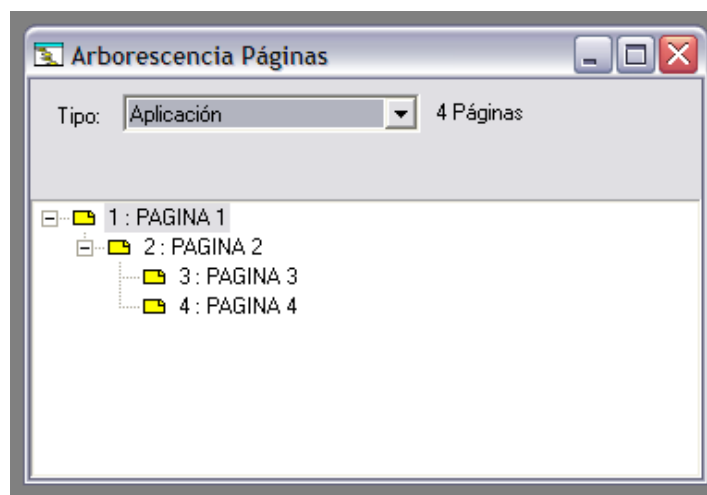 Arborescencia Páginas
Tipo: Aplicación 4 Páginas
1 : PAGINA 1
2 : PAGINA 2
3 : PAGINA 3
4 : PAGINA 4